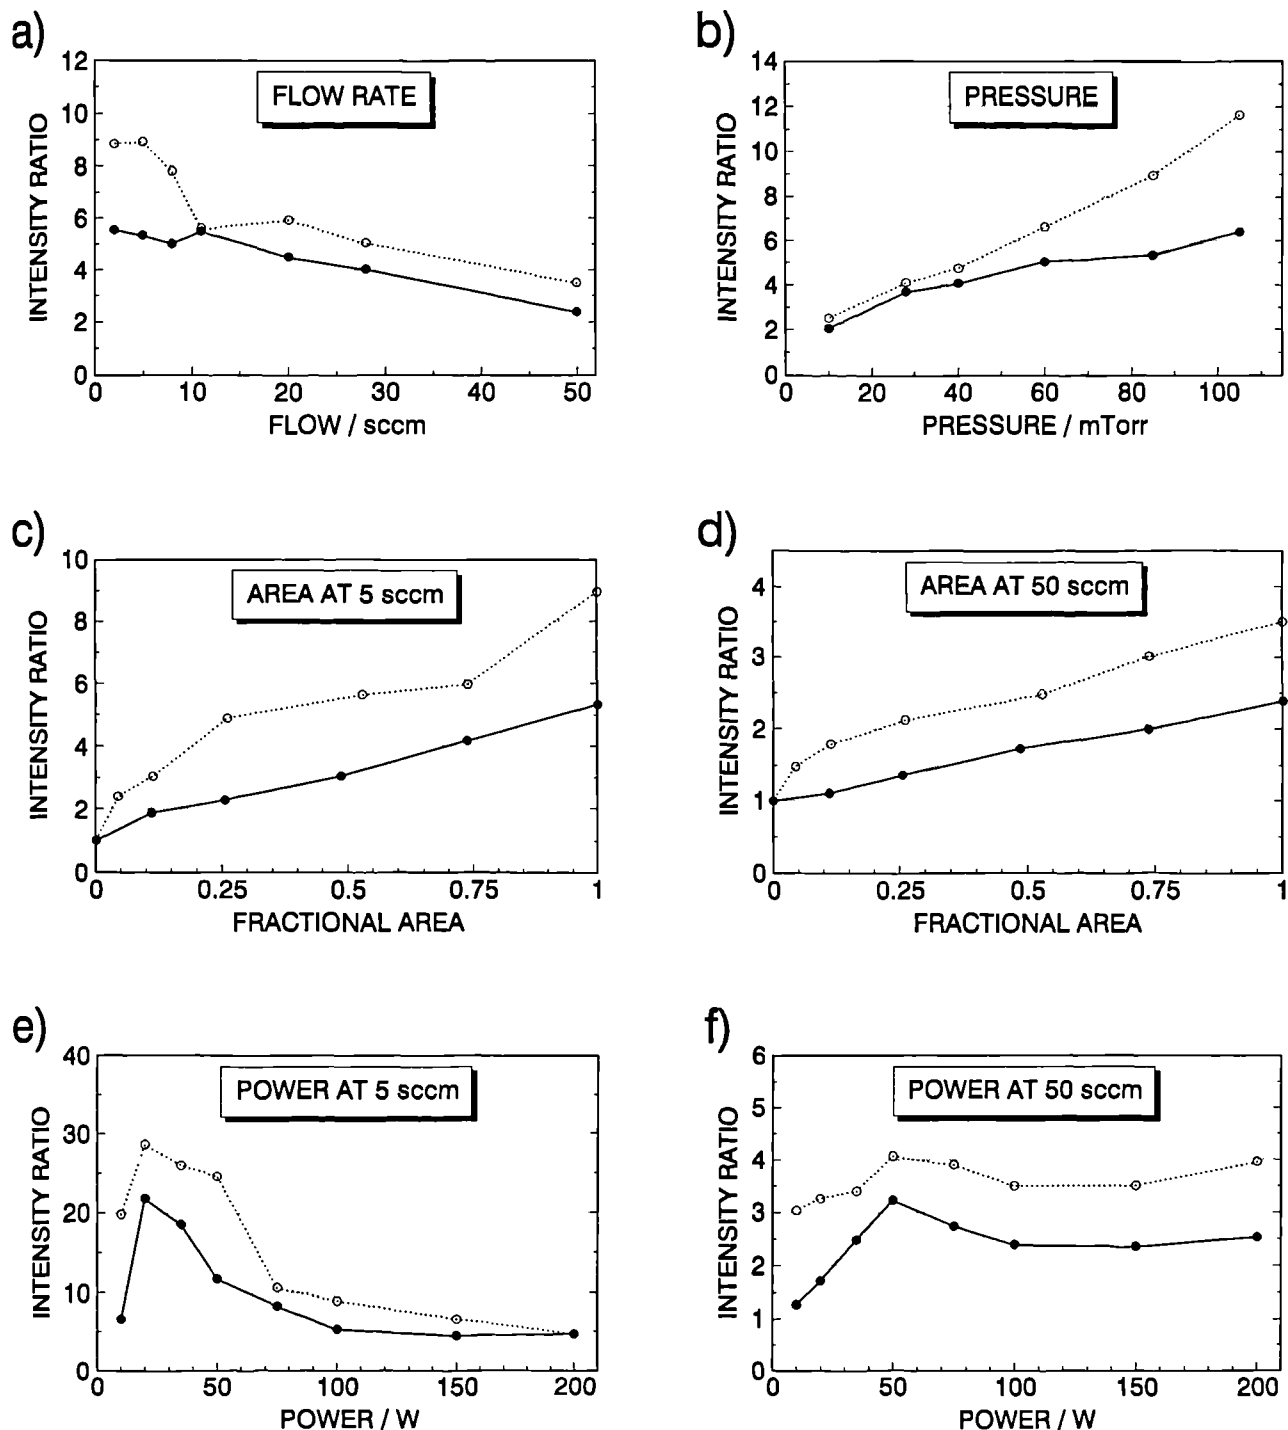 a)
b)
12
10
8
6
4
2
0
INTENSITY RATIO
FLOW RATE
0 10 20 30 40 50
FLOW / sccm
14
12
10
8
6
4
2
0
INTENSITY RATIO
PRESSURE
0 20 40 60 80 100
PRESSURE / mTorr
c)
d)
10
8
6
4
2
0
INTENSITY RATIO
AREA AT 5 sccm
0 0.25 0.5 0.75 1
FRACTIONAL AREA
4
3
2
1
0
INTENSITY RATIO
AREA AT 50 sccm
0 0.25 0.5 0.75 1
FRACTIONAL AREA
e)
f)
40
30
20
10
0
INTENSITY RATIO
POWER AT 5 sccm
0 50 100 150 200
POWER / W
6
5
4
3
2
1
0
INTENSITY RATIO
POWER AT 50 sccm
0 50 100 150 200
POWER / W